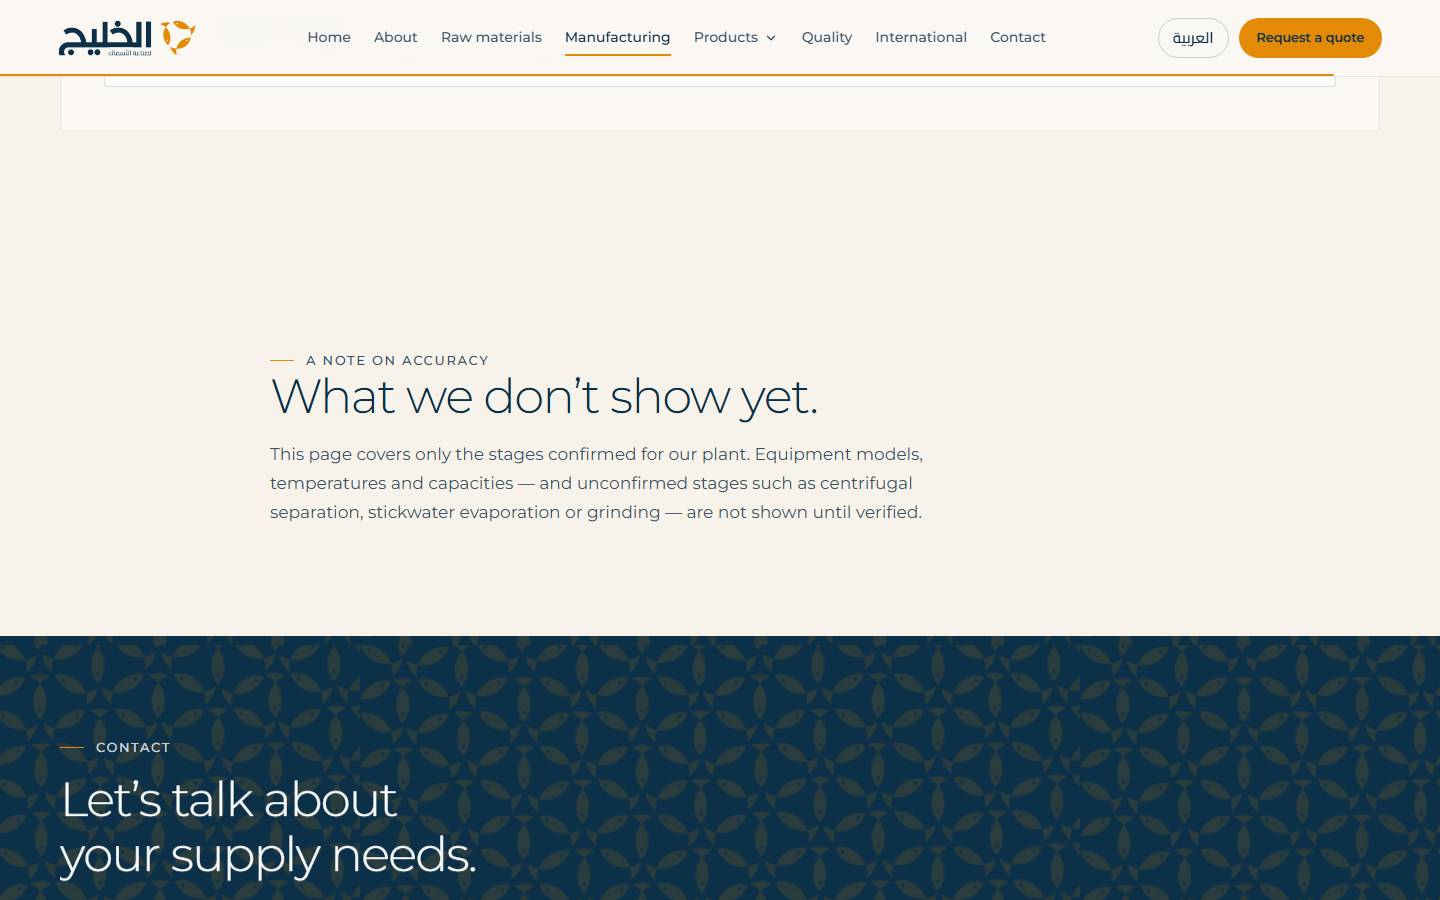 الخليج
لصناعة الأسماك
Home
About
Raw materials
Manufacturing
Products
Quality
International
Contact
العربية
Request a quote
A NOTE ON ACCURACY
What we don’t show yet.
This page covers only the stages confirmed for our plant. Equipment models,
temperatures and capacities — and unconfirmed stages such as centrifugal
separation, stickwater evaporation or grinding — are not shown until verified.
CONTACT
Let’s talk about
your supply needs.